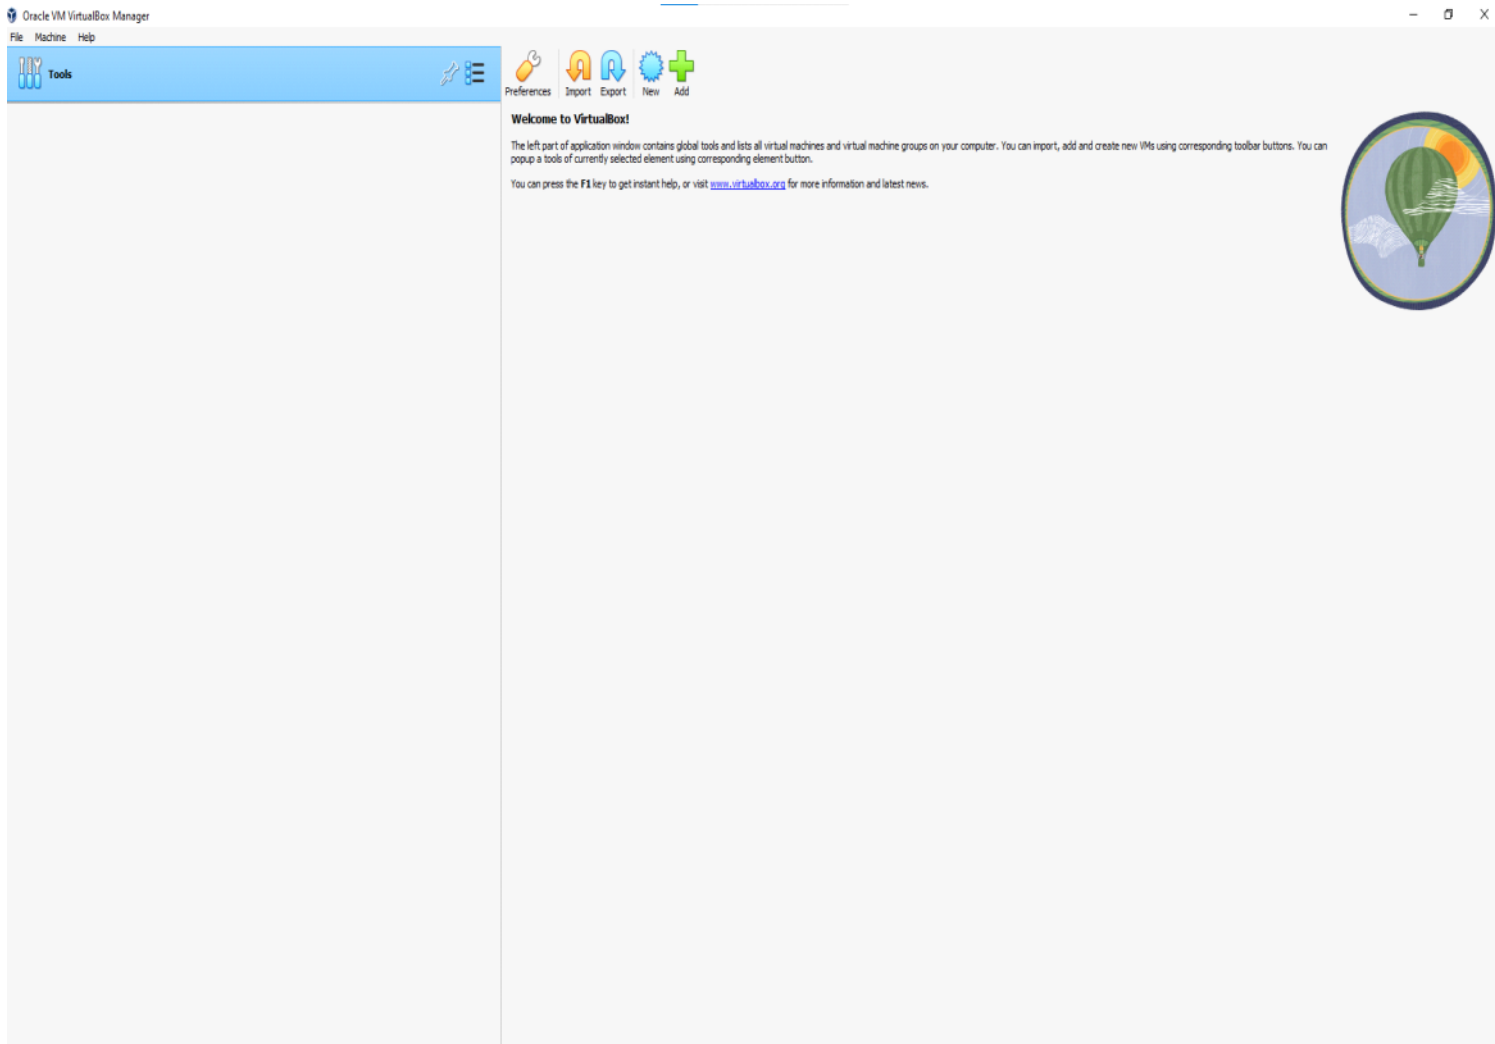 Oracle VM VirtualBox Manager
File Machine Help
Tools
Preferences Import Export New Add
Welcome to VirtualBox!
The left part of application window contains global tools and lists all virtual machines and virtual machine groups on your computer. You can import, add and create new VMs using corresponding toolbar buttons. You can
popup a tools of currently selected element using corresponding element button.
You can press the F1 key to get instant help, or visit www.virtualbox.org for more information and latest news.